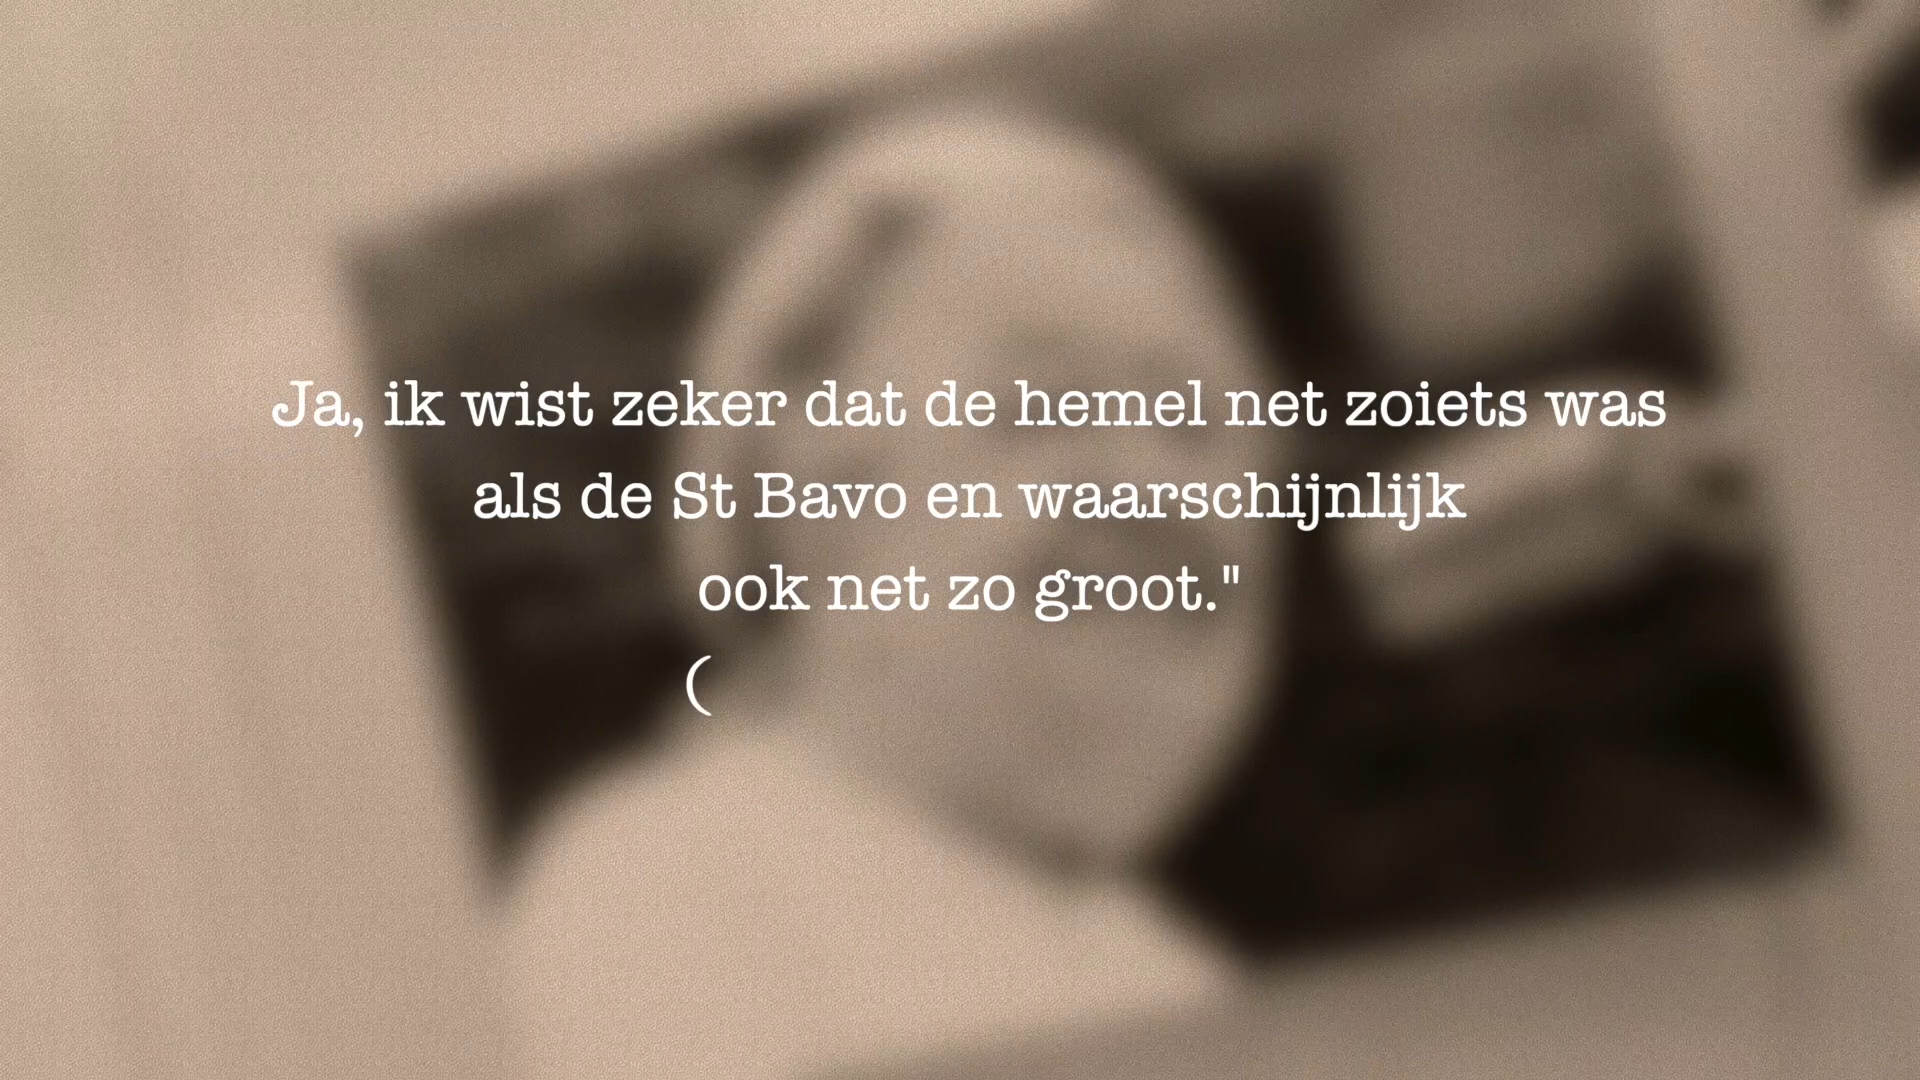 Ja, ik wist zeker dat de hemel net zoiets was
als de St Bavo en waarschijnlijk
ook net zo groot."
(